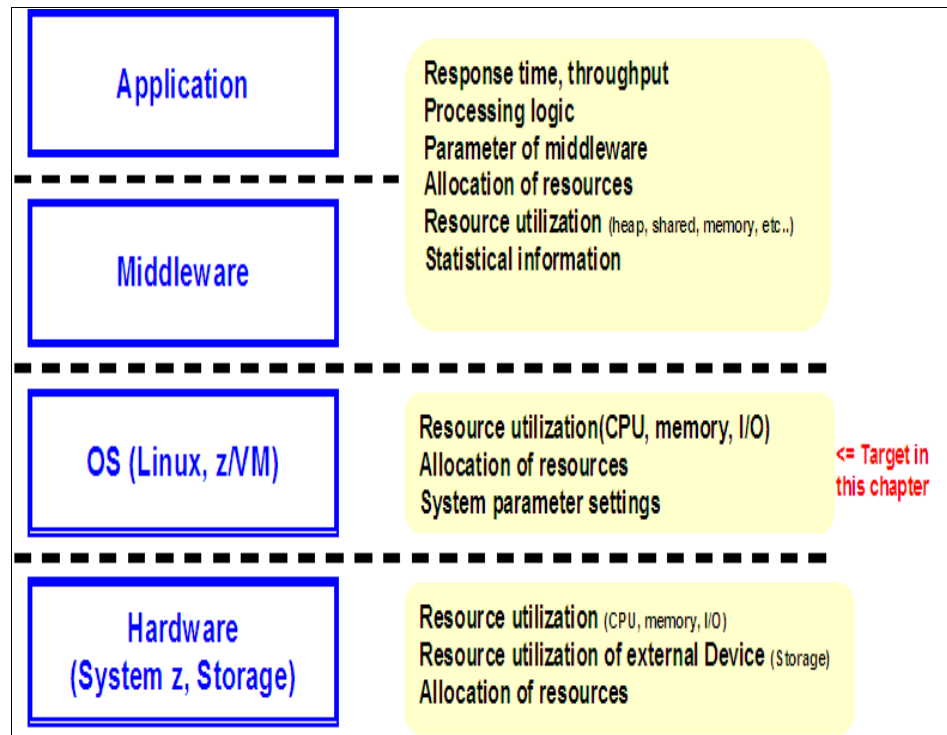 Application
Response time, throughput
Processing logic
Parameter of middleware
Allocation of resources
Resource utilization (heap, shared, memory, etc..)
Statistical information
Middleware
OS (Linux, z/VM)
Resource utilization(CPU, memory, I/O)
Allocation of resources
System parameter settings
<= Target in
this chapter
Hardware
(System z, Storage)
Resource utilization (CPU, memory, I/O)
Resource utilization of external Device (Storage)
Allocation of resources